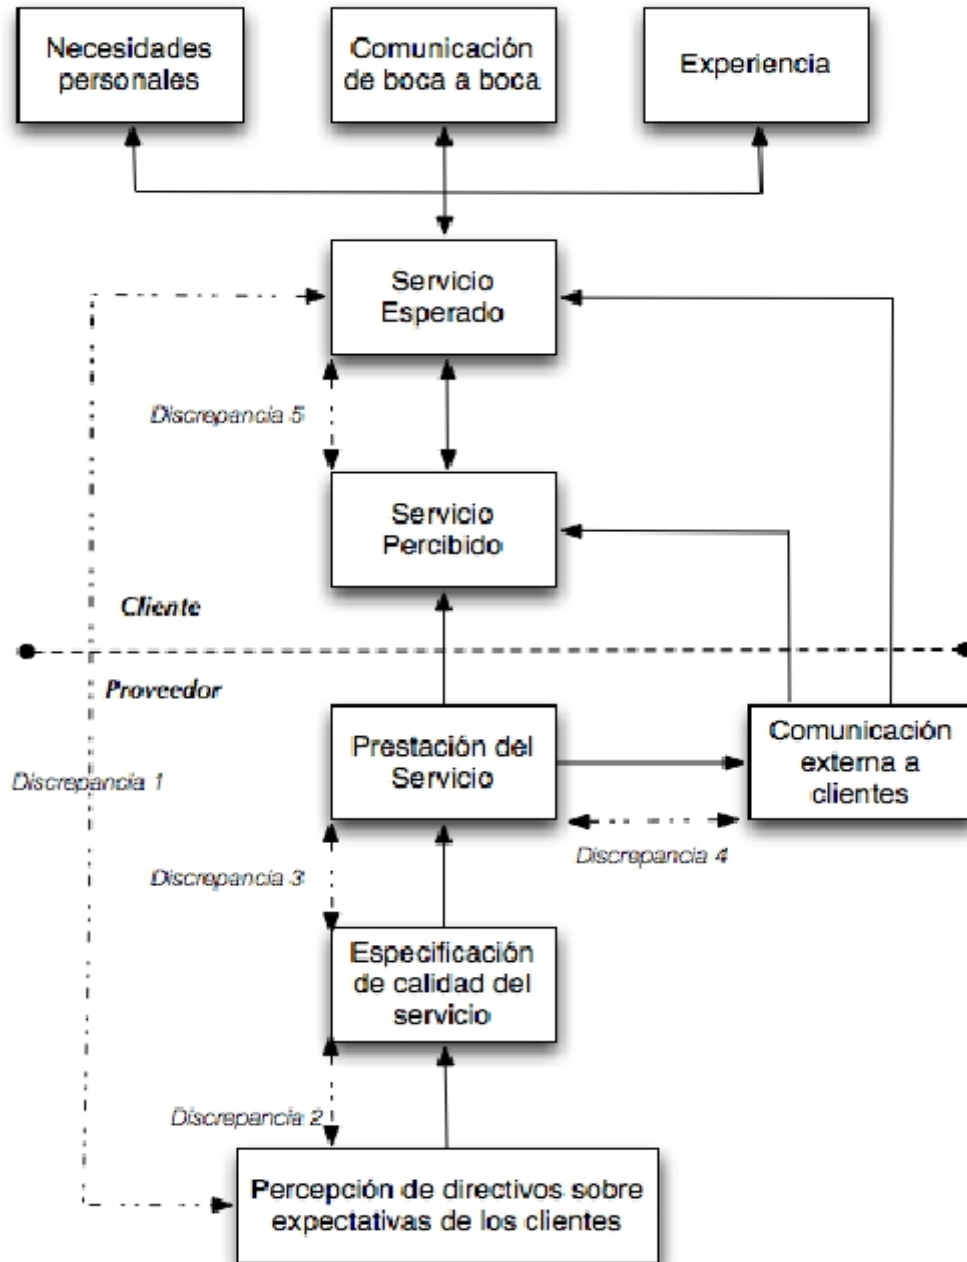 Necesidades
personales
Comunicación
de boca a boca
Experiencia
Servicio
Esperado
Discrepancia 5
Servicio
Percibido
Cliente
Proveedor
Discrepancia 1
Prestación del
Servicio
Comunicación
externa a
clientes
Discrepancia 4
Discrepancia 3
Especificación
de calidad del
servicio
Discrepancia 2
Percepción de directivos sobre
expectativas de los clientes